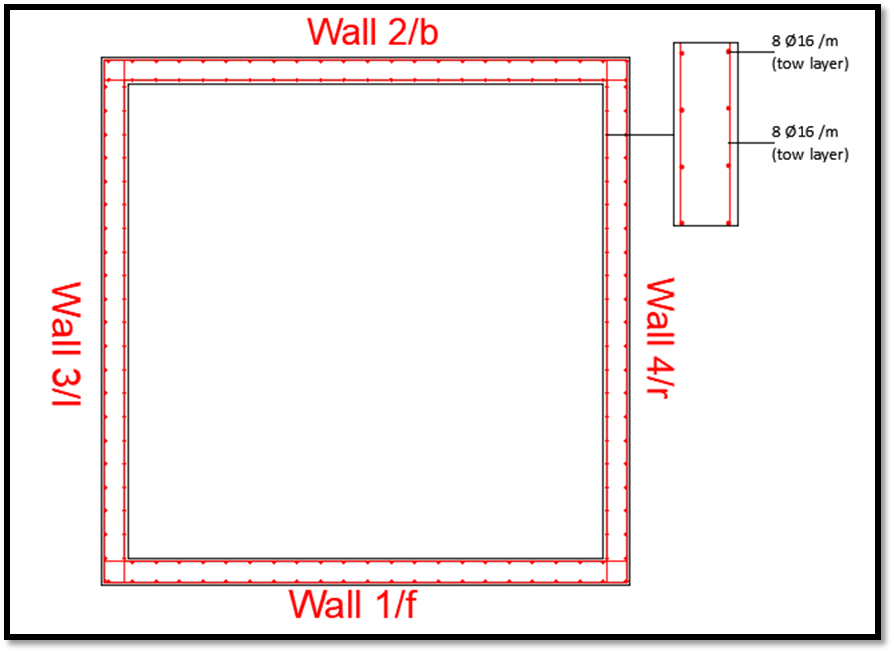 Wall 2/b
8 Ø16 /m
(tow layer)
8 Ø16 /m
(tow layer)
Wall 3/l
Wall 4/r
Wall 1/f